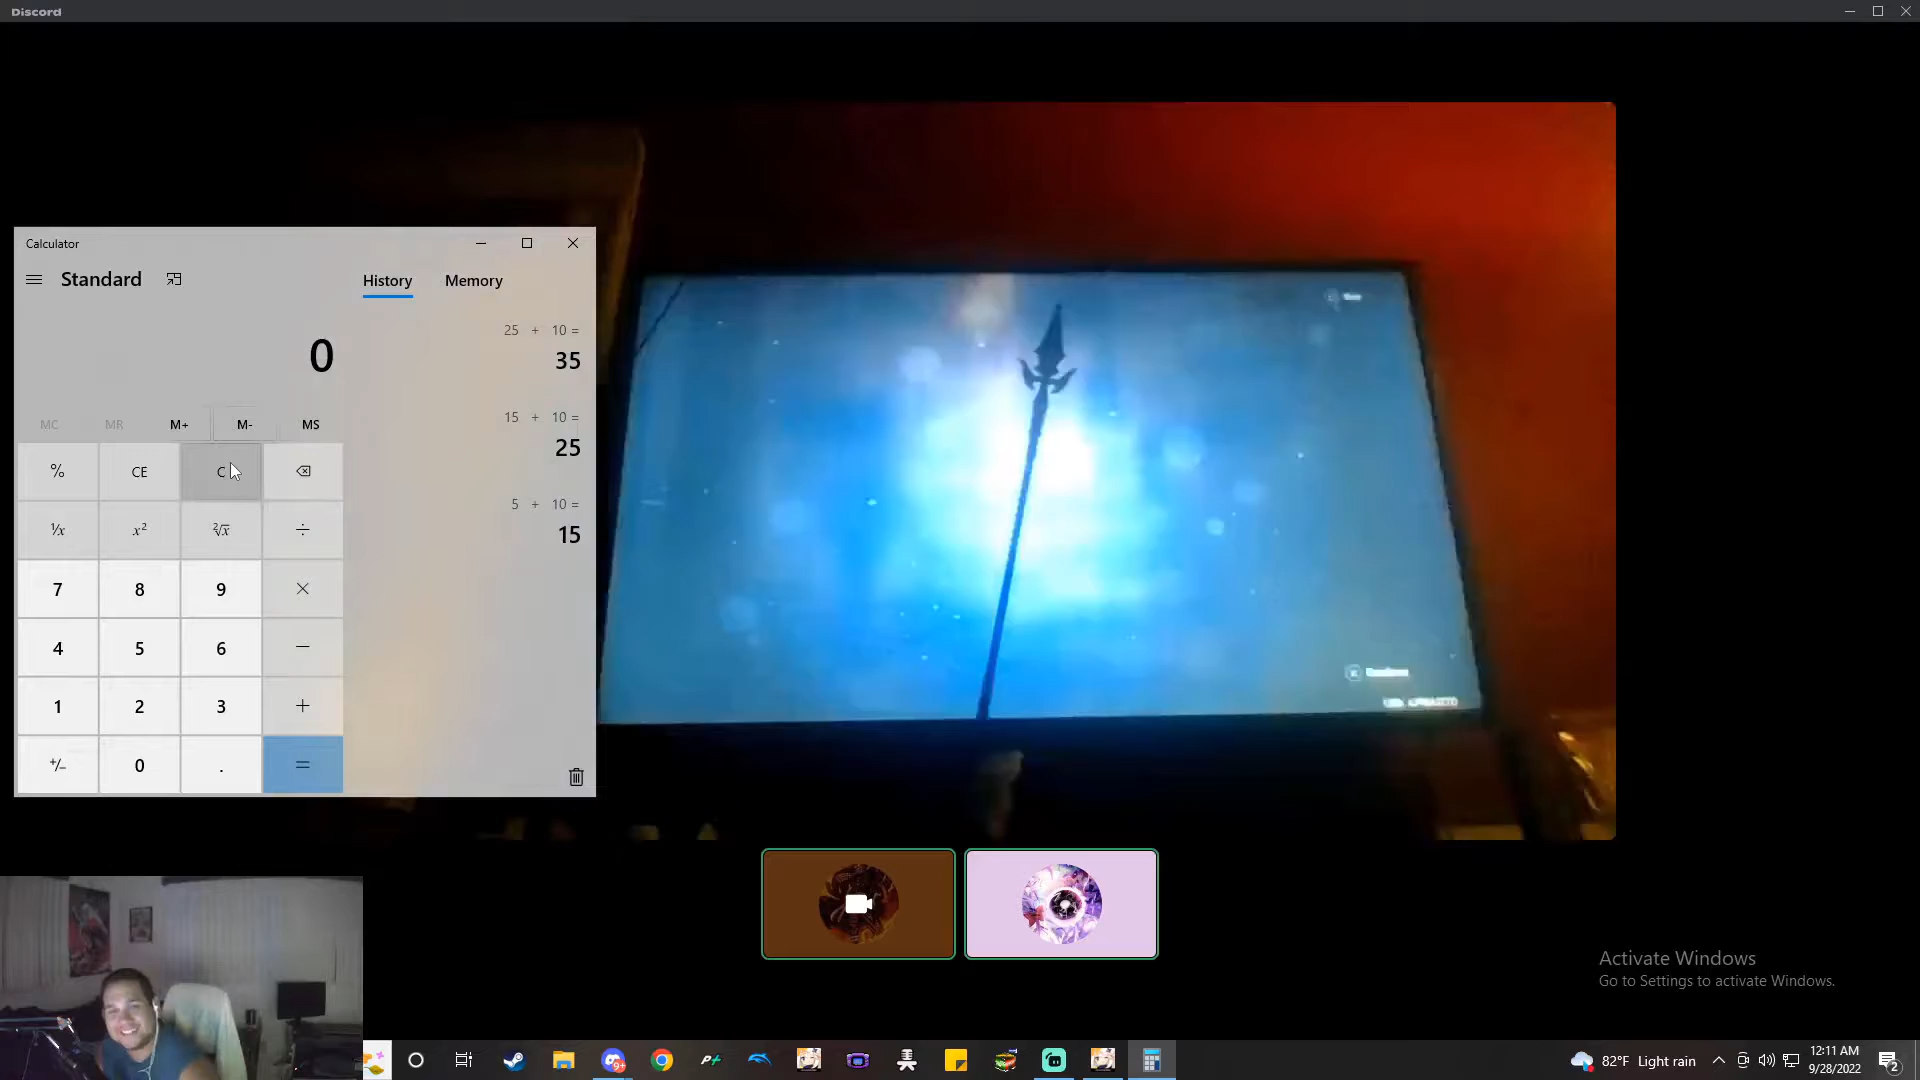 Discord
Calculator
Standard
History
Memory
25 + 10 =
35
0
15 + 10 =
25
MC MR M+ M- MS
% CE C
5 + 10 =
15
⅟x x² ²√x ÷
7 8 9 ×
4 5 6 −
1 2 3 +
+/− 0 . =
Activate Windows
Go to Settings to activate Windows.
9+
82°F Light rain
12:11 AM
9/28/2022
2